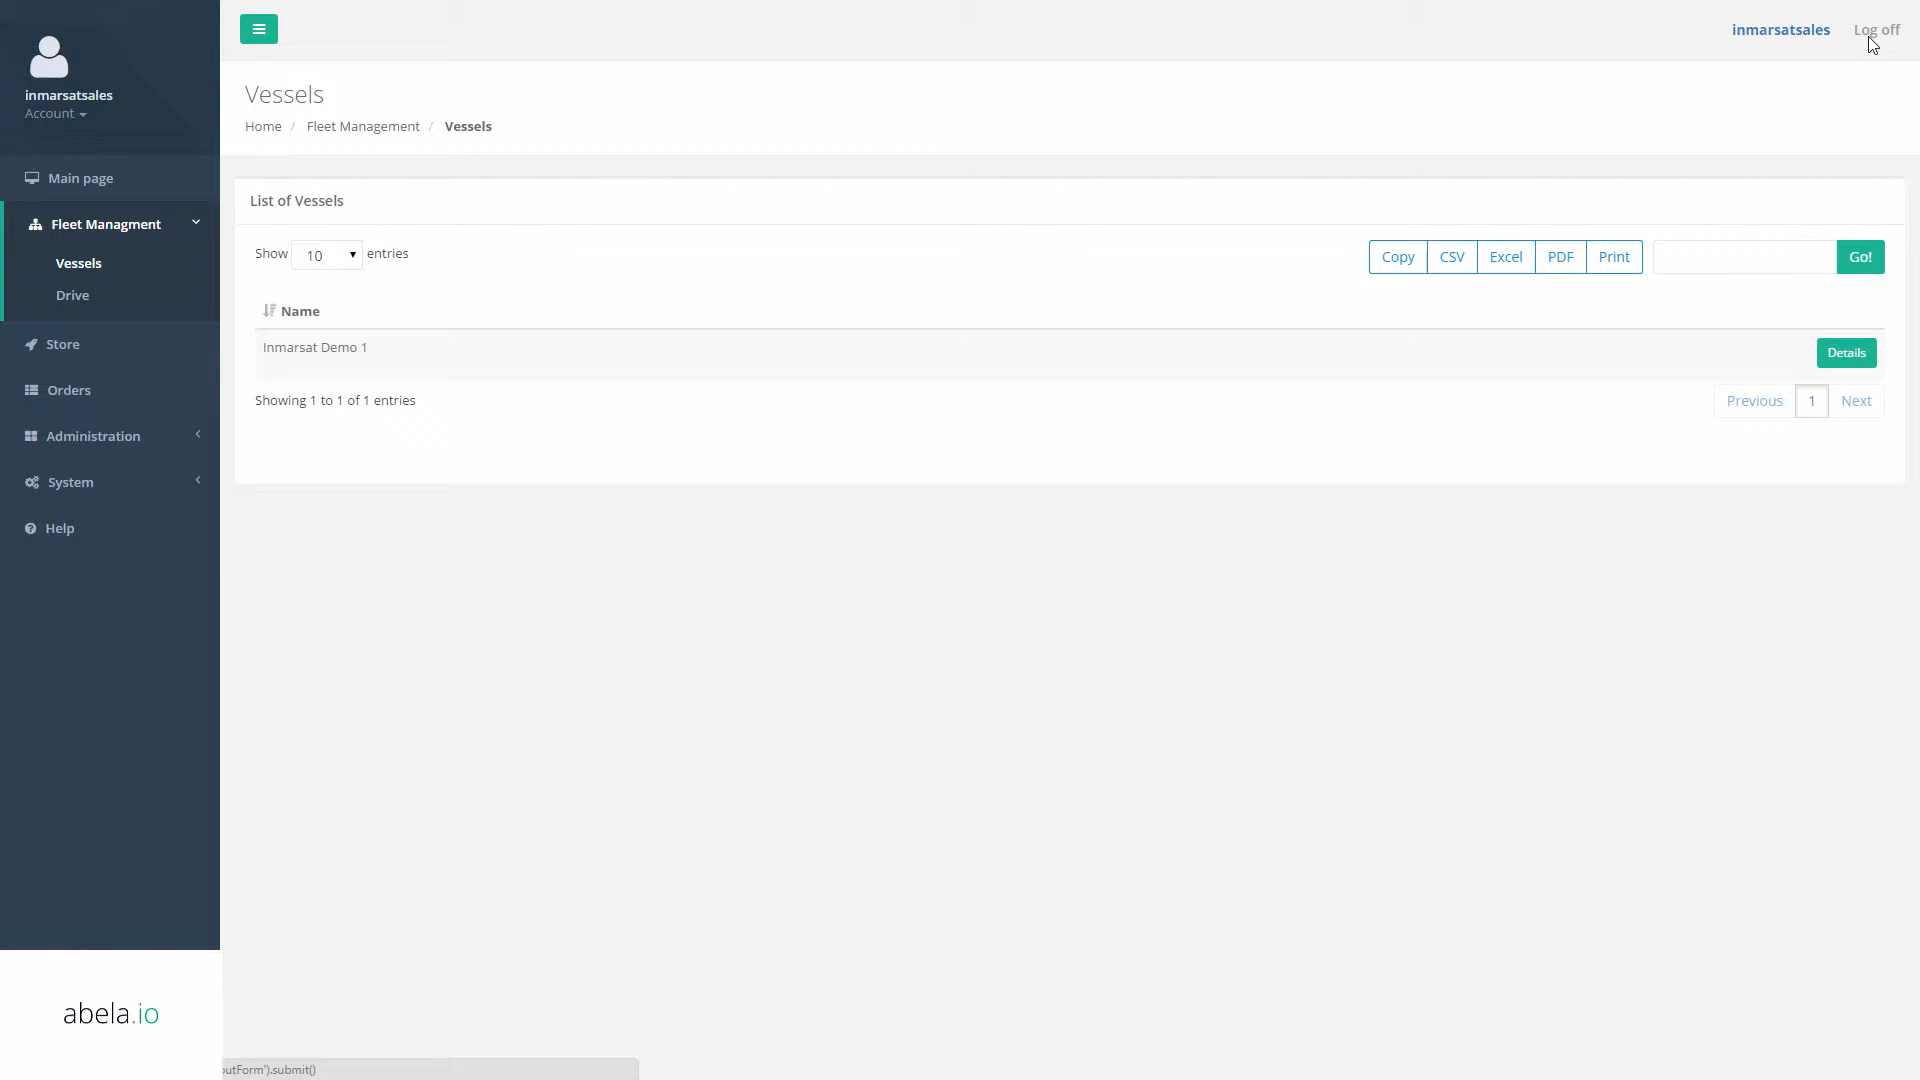 inmarsatsales Log off
inmarsatsales
Account
Vessels
Home / Fleet Management / Vessels
Main page
Fleet Managment
Vessels
Drive
Store
Orders
Administration
System
Help
List of Vessels
Show 10 entries
Copy CSV Excel PDF Print Go!
Name
Inmarsat Demo 1 Details
Showing 1 to 1 of 1 entries
Previous 1 Next
abela.io
outForm').submit()